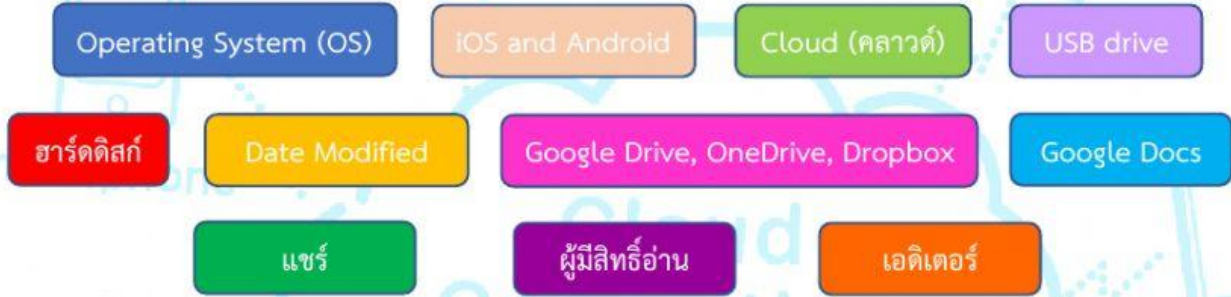 Operating System (OS) iOS and Android Cloud (คลาวด์) USB drive
ฮาร์ดดิสก์ Date Modified Google Drive, OneDrive, Dropbox Google Docs
แชร์ ผู้มีสิทธิ์อ่าน เอดิเตอร์